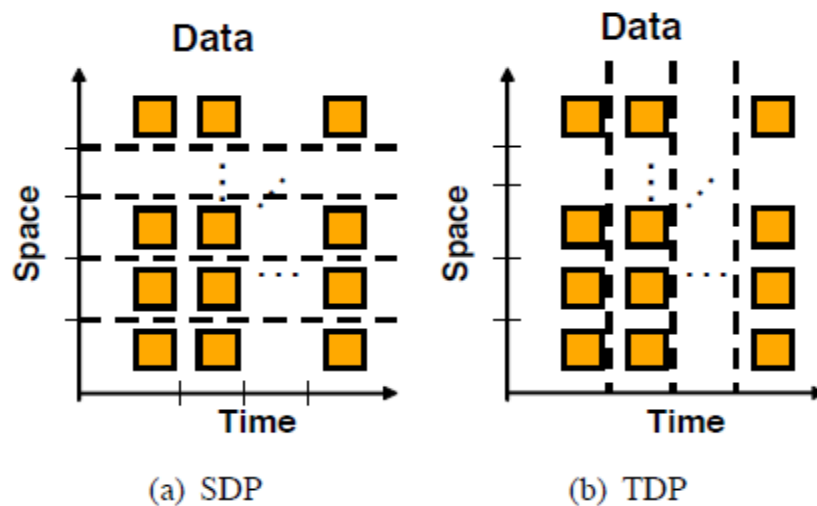 Data
Space
Time
(a) SDP
Data
Space
Time
(b) TDP